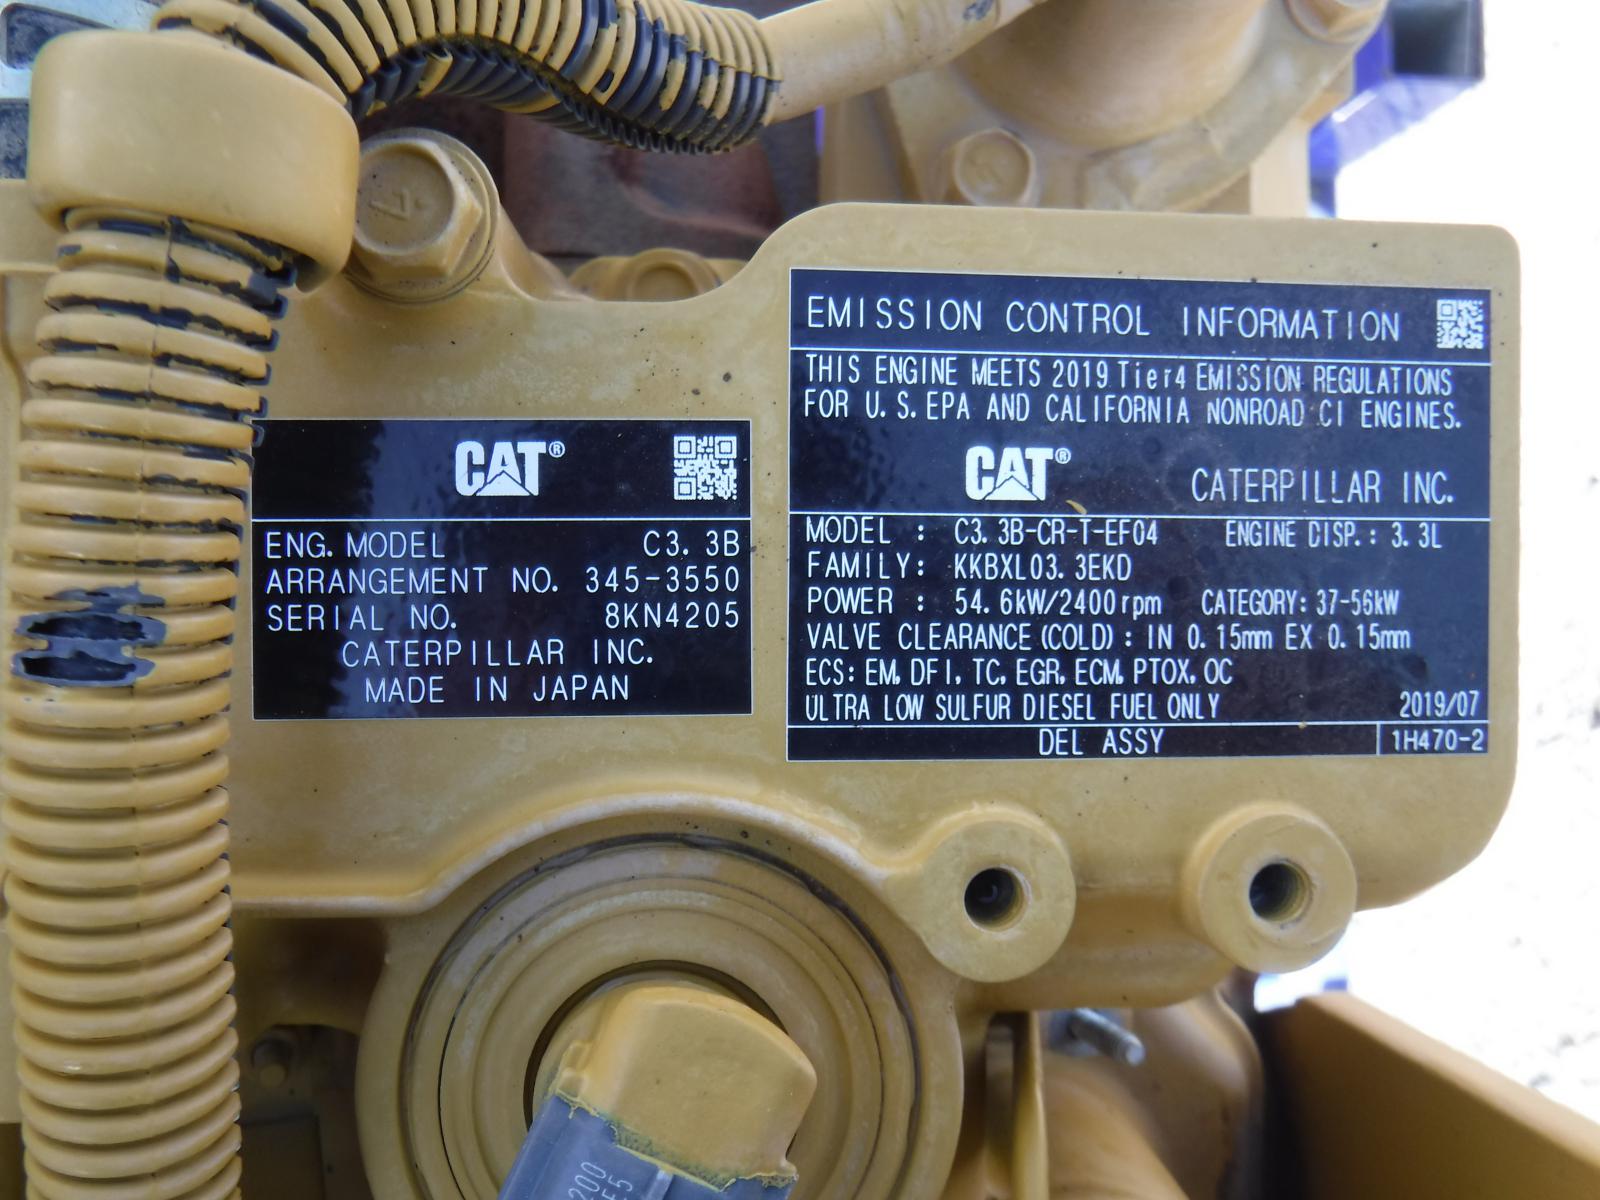 CAT®
ENG. MODEL C3.3B
ARRANGEMENT NO. 345-3550
SERIAL NO. 8KN4205
CATERPILLAR INC.
MADE IN JAPAN
EMISSION CONTROL INFORMATION
THIS ENGINE MEETS 2019 Tier4 EMISSION REGULATIONS
FOR U.S. EPA AND CALIFORNIA NONROAD CI ENGINES.
CAT® CATERPILLAR INC.
MODEL : C3.3B-CR-T-EF04 ENGINE DISP.: 3.3L
FAMILY: KKBXL03.3EKD
POWER : 54.6kW/2400rpm CATEGORY: 37-56kW
VALVE CLEARANCE (COLD) : IN 0.15mm EX 0.15mm
ECS: EM, DFI, TC, EGR, ECM, PTOX, OC
ULTRA LOW SULFUR DIESEL FUEL ONLY 2019/07
DEL ASSY 1H470-2